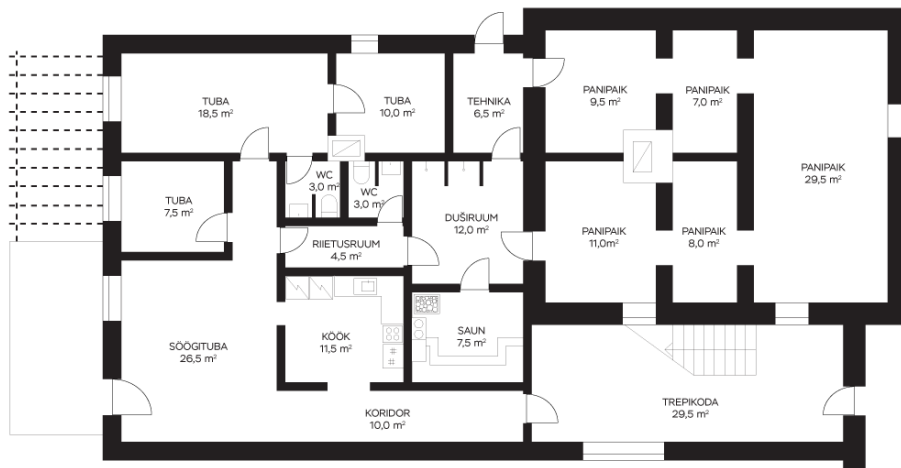 TUBA
18,5 m²
TUBA
10,0 m²
TEHNIKA
6,5 m²
PANIPAIK
9,5 m²
PANIPAIK
7,0 m²
PANIPAIK
29,5 m²
TUBA
7,5 m²
WC
3,0 m²
WC
3,0 m²
DUŠIRUUM
12,0 m²
PANIPAIK
11,0m²
PANIPAIK
8,0 m²
RIIETUSRUUM
4,5 m²
SÖÖGITUBA
26,5 m²
KÖÖK
11,5 m²
SAUN
7,5 m²
KORIDOR
10,0 m²
TREPIKODA
29,5 m²